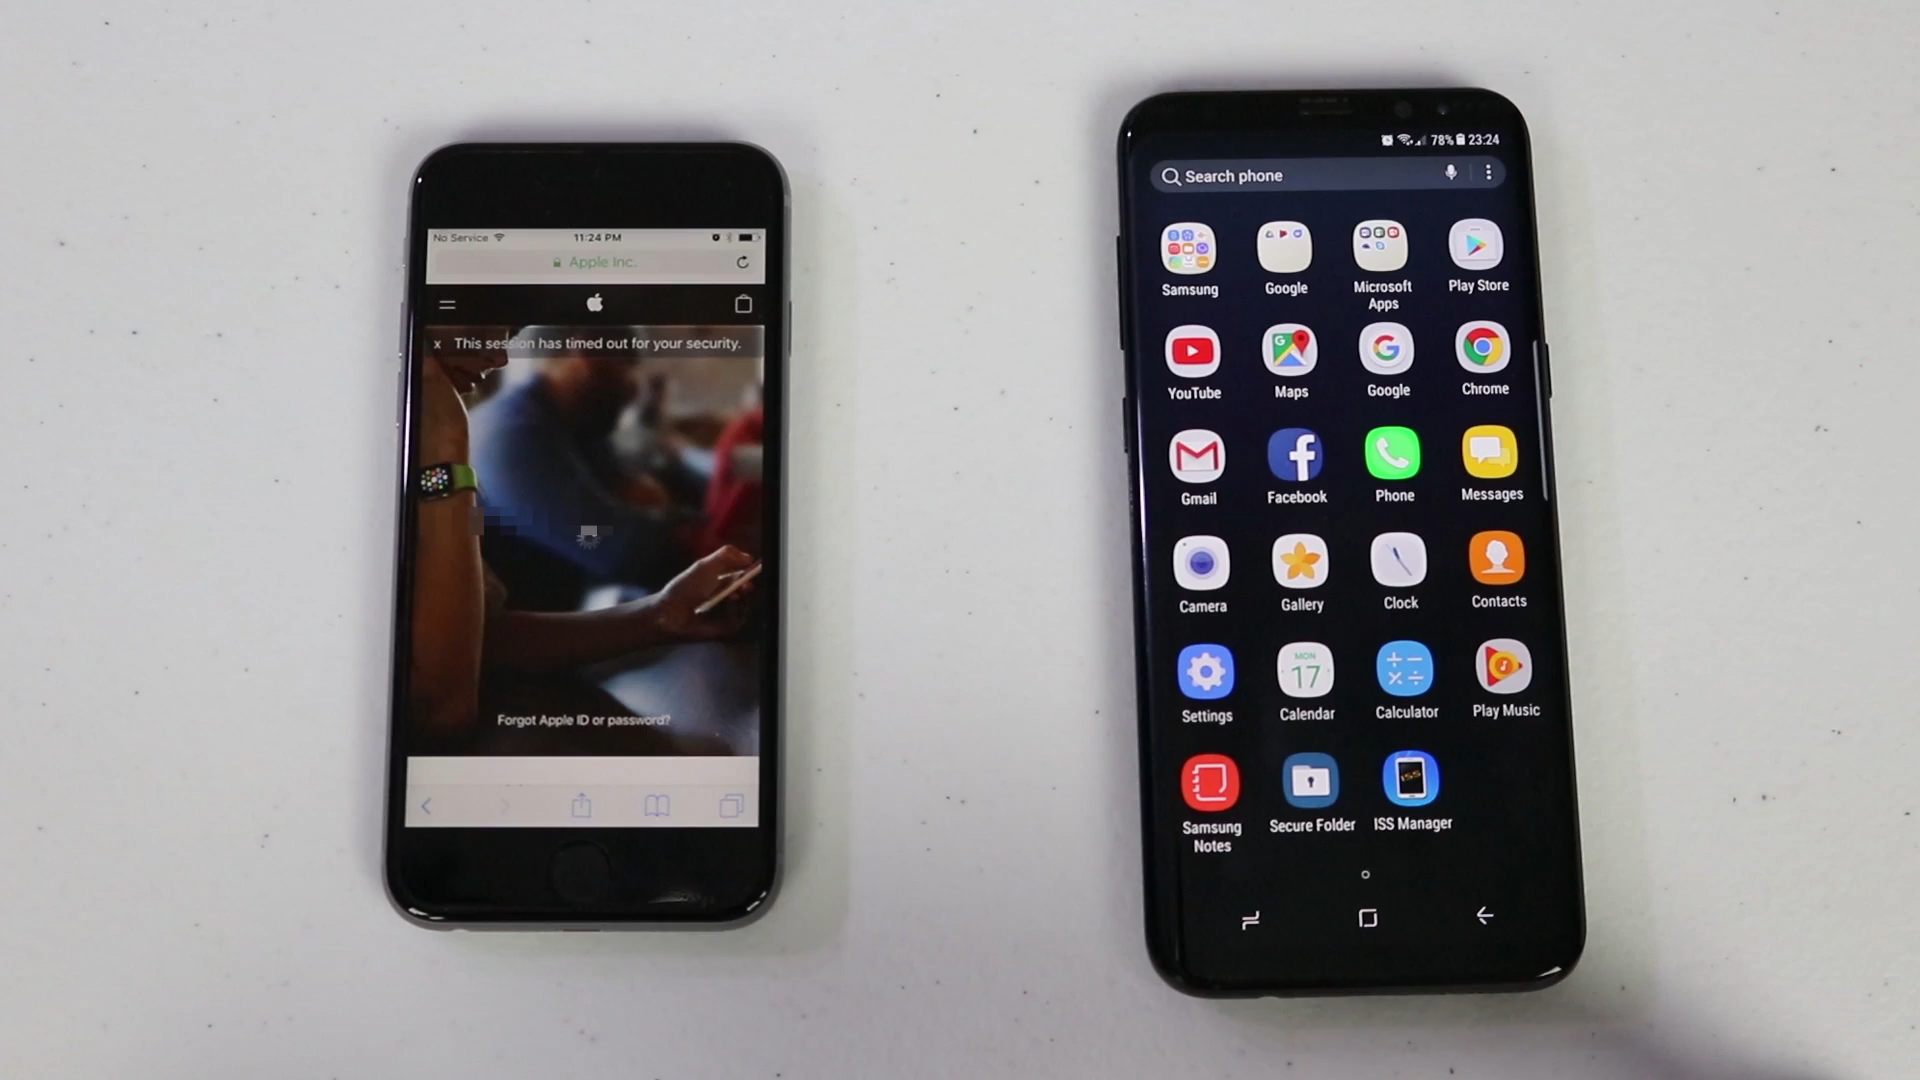 No Service
11:24 PM
Apple Inc.
x This session has timed out for your security.
Forgot Apple ID or password?
78% 23:24
Search phone
Samsung
Google
Microsoft
Apps
Play Store
YouTube
Maps
Google
Chrome
Gmail
Facebook
Phone
Messages
Camera
Gallery
Clock
Contacts
MON
17
Settings
Calendar
Calculator
Play Music
ISS
Samsung
Notes
Secure Folder
ISS Manager